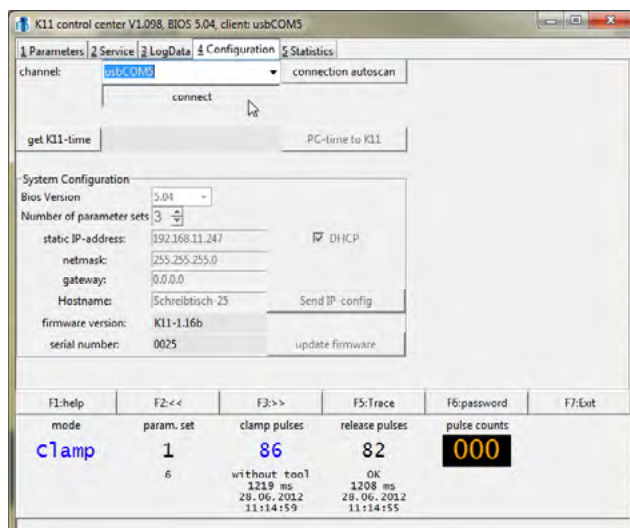 K11 control center V1.098, BIOS 5.04, client: usbCOM5
1 Parameters 2 Service 3 LogData 4 Configuration 5 Statistics
channel: usbCOM5 connection autoscan
connect
get K11-time PC-time to K11
System Configuration
Bios Version 5.04
Number of parameter sets 3
static IP-address: 192.168.11.247 DHCP
netmask: 255.255.255.0
gateway: 0.0.0.0
Hostname: Schreibtisch-25 Send IP-config
firmware version: K11-1.16b
serial number: 0025 update firmware
F1:help F2:<< F3:>> F5:Trace F6:password F7:Exit
mode param. set clamp pulses release pulses pulse counts
Clamp 1 86 82 000
6 without tool OK
1219 ms 1208 ms
28.06.2012 28.06.2012
11:14:59 11:14:55